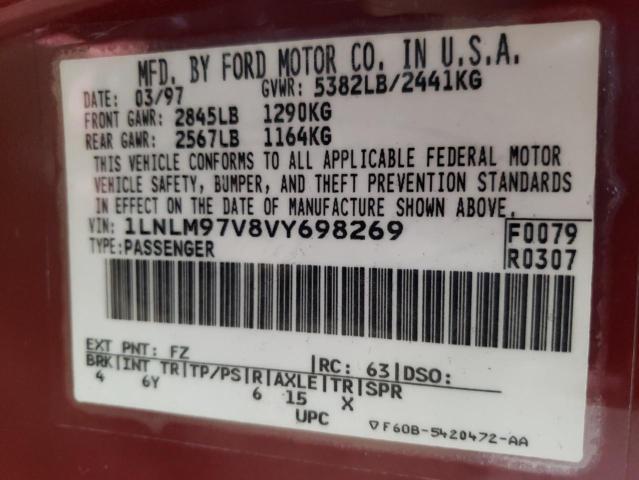 MFD. BY FORD MOTOR CO. IN U.S.A.
DATE: 03/97 GVWR: 5382LB/2441KG
FRONT GAWR: 2845LB 1290KG
REAR GAWR: 2567LB 1164KG
THIS VEHICLE CONFORMS TO ALL APPLICABLE FEDERAL MOTOR
VEHICLE SAFETY, BUMPER, AND THEFT PREVENTION STANDARDS
IN EFFECT ON THE DATE OF MANUFACTURE SHOWN ABOVE.
VIN: 1LNLM97V8VY698269 F0079
TYPE: PASSENGER R0307
EXT PNT: FZ RC: 63 DSO:
BRK INT TR TP/PS R AXLE TR SPR
4 6Y 6 15 X
UPC F60B-5420472-AA